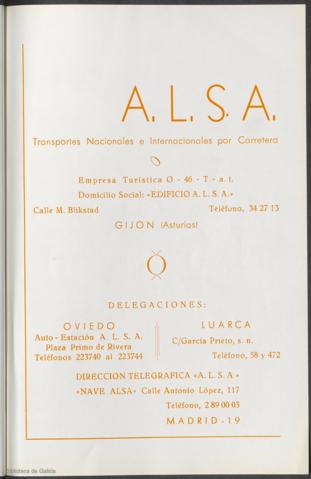 A. L. S. A.
Transportes Nacionales e Internacionales por Carretera
Empresa Turística O - 46 - T - a. t.
Domicilio Social: «EDIFICIO A. L. S. A.»
Calle M. Blikstad Teléfono, 34 27 13
GIJON (Asturias)
DELEGACIONES:
OVIEDO
Auto - Estación A. L. S. A.
Plaza Primo de Rivera
Teléfonos 223740 al 223744
LUARCA
C/García Prieto, s. n.
Teléfono, 58 y 472
DIRECCION TELEGRAFICA «A. L. S. A »
«NAVE ALSA» Calle Antonio López, 117
Teléfono, 2 89 00 03
MADRID - 19
Biblioteca de Galicia